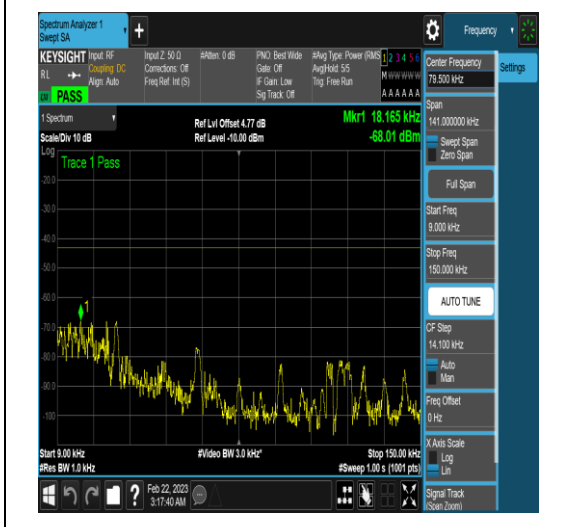 Spectrum Analyzer 1
Swept SA
+
Frequency
KEYSIGHT
RL
PASS
Input: RF
Coupling: DC
Align: Auto
Input Z: 50 Ω
Corrections: Off
Freq Ref: Int (S)
#Atten: 0 dB
PNO: Best Wide
Gate: Off
IF Gain: Low
Sig Track: Off
#Avg Type: Power (RMS)
Avg|Hold: 5/5
Trig: Free Run
1 2 3 4 5 6
M W W W W W
A A A A A A
1 Spectrum
Scale/Div 10 dB
Ref Lvl Offset 4.77 dB
Ref Level -10.00 dBm
Mkr1 18.165 kHz
-68.01 dBm
Log
Trace 1 Pass
-20.0
-30.0
-40.0
-50.0
-60.0
-70.0
-80.0
-90.0
-100
1
Start 9.00 kHz
#Res BW 1.0 kHz
#Video BW 3.0 kHz*
Stop 150.00 kHz
#Sweep 1.00 s (1001 pts)
?
Feb 22, 2023
3:17:40 AM
Center Frequency
79.500 kHz
Settings
Span
141.000000 kHz
Swept Span
Zero Span
Full Span
Start Freq
9.000 kHz
Stop Freq
150.000 kHz
AUTO TUNE
CF Step
14.100 kHz
Auto
Man
Freq Offset
0 Hz
X Axis Scale
Log
Lin
Signal Track
(Span Zoom)